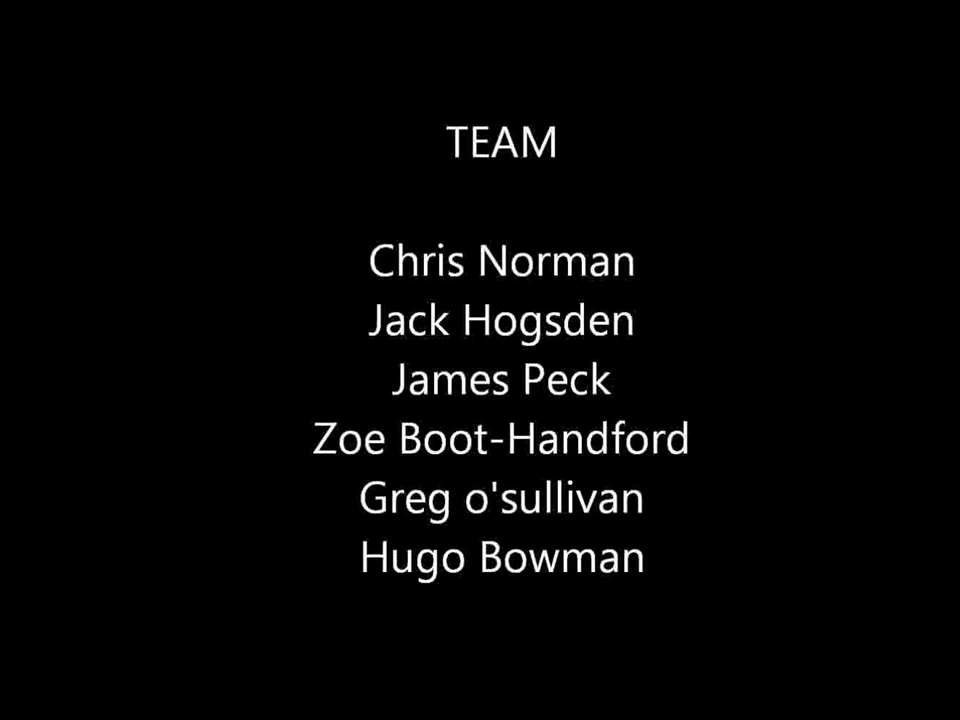 TEAM
Chris Norman
Jack Hogsden
James Peck
Zoe Boot-Handford
Greg o'sullivan
Hugo Bowman